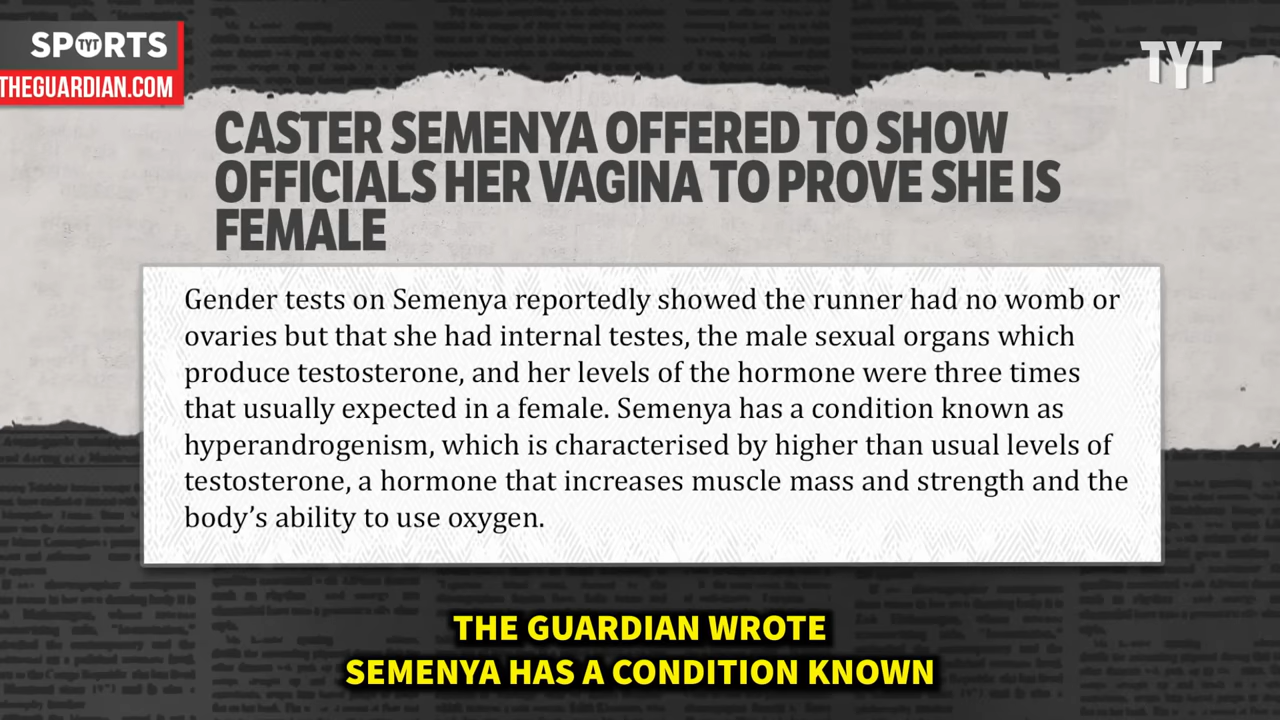 SPORTS
TYT
THEGUARDIAN.COM
TYT
CASTER SEMENYA OFFERED TO SHOW
OFFICIALS HER VAGINA TO PROVE SHE IS
FEMALE
Gender tests on Semenya reportedly showed the runner had no womb or
ovaries but that she had internal testes, the male sexual organs which
produce testosterone, and her levels of the hormone were three times
that usually expected in a female. Semenya has a condition known as
hyperandrogenism, which is characterised by higher than usual levels of
testosterone, a hormone that increases muscle mass and strength and the
body’s ability to use oxygen.
THE GUARDIAN WROTE
SEMENYA HAS A CONDITION KNOWN